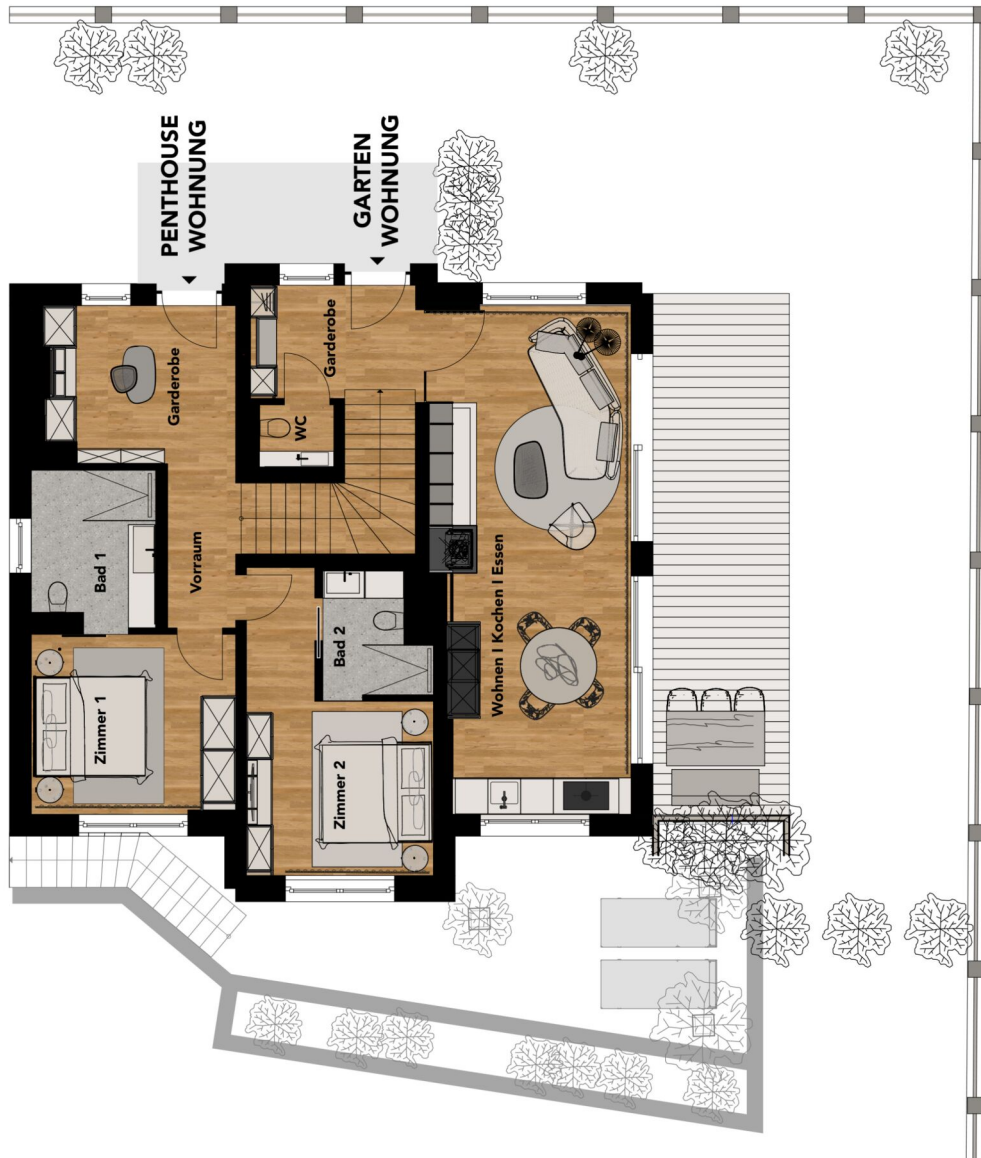 PENTHOUSE
WOHNUNG
GARTEN
WOHNUNG
Garderobe
Garderobe
WC
Bad 1
Vorraum
Wohnen I Kochen I Essen
Bad 2
Zimmer 1
Zimmer 2